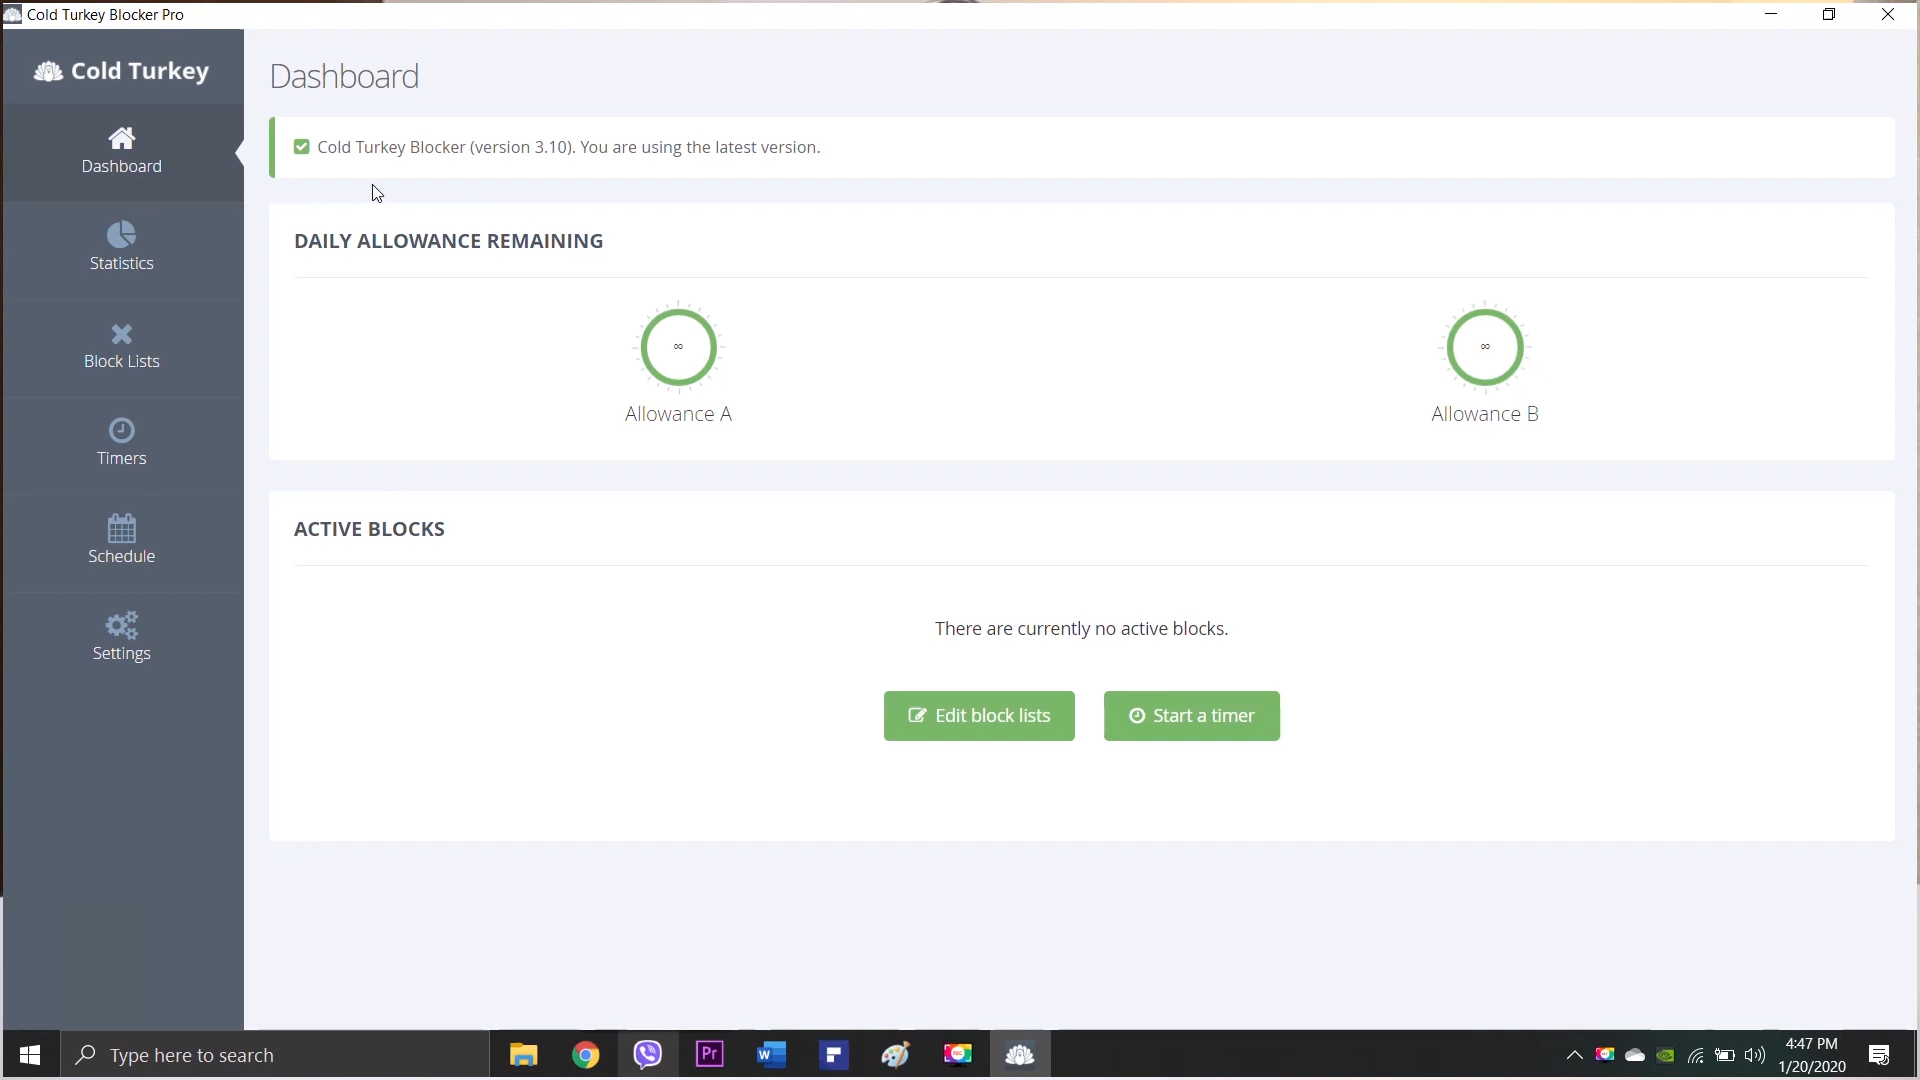 Cold Turkey Blocker Pro
Cold Turkey
Dashboard
Statistics
Block Lists
Timers
Schedule
Settings
Dashboard
Cold Turkey Blocker (version 3.10). You are using the latest version.
DAILY ALLOWANCE REMAINING
∞
∞
Allowance A
Allowance B
ACTIVE BLOCKS
There are currently no active blocks.
Edit block lists
Start a timer
Type here to search
Pr
W
REC
4:47 PM
1/20/2020